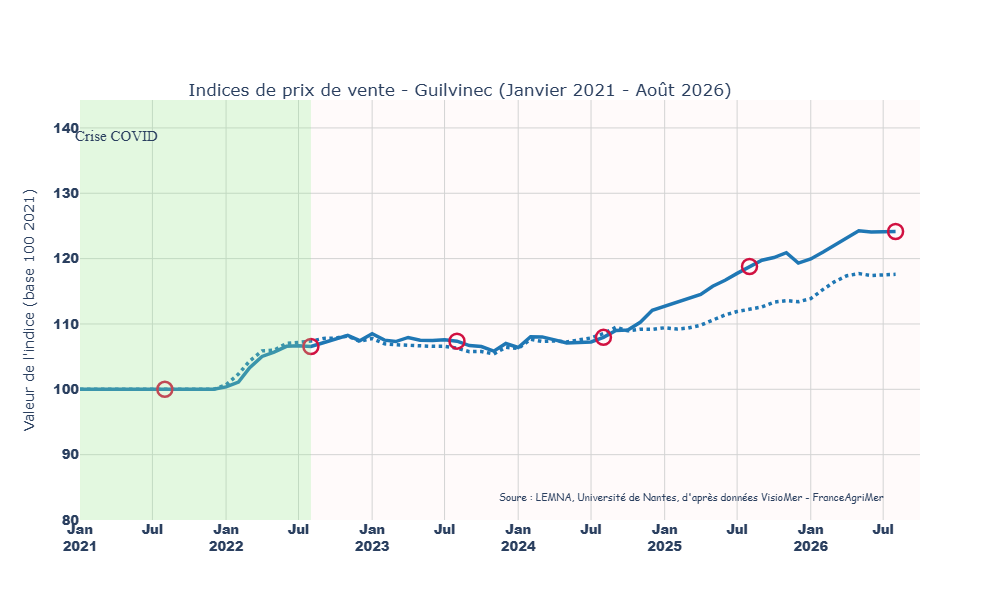 Indices de prix de vente - Guilvinec (Janvier 2021 - Août 2026)
Valeur de l'indice (base 100 2021)
140
Crise COVID
130
120
110
100
90
80
Soure : LEMNA, Université de Nantes, d'après données VisioMer - FranceAgriMer
Jan Jul Jan Jul Jan Jul Jan Jul Jan Jul Jan Jul
2021 2022 2023 2024 2025 2026